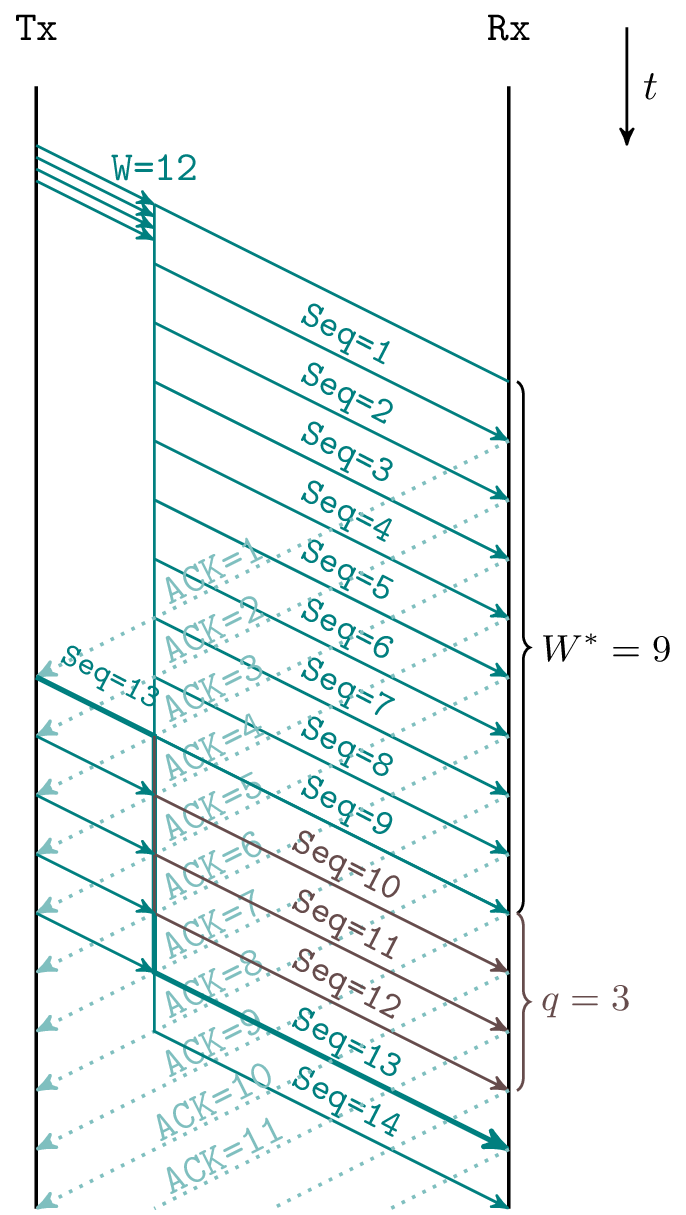 Tx
Rx
t
W=12
Seq=1
Seq=2
Seq=3
Seq=4
Seq=5
ACK=1
Seq=6
ACK=2
Seq=7
W* = 9
Seq=13
ACK=3
Seq=8
ACK=4
Seq=9
ACK=5
Seq=10
ACK=6
Seq=11
ACK=7
Seq=12
ACK=8
q = 3
Seq=13
ACK=9
Seq=14
ACK=10
ACK=11